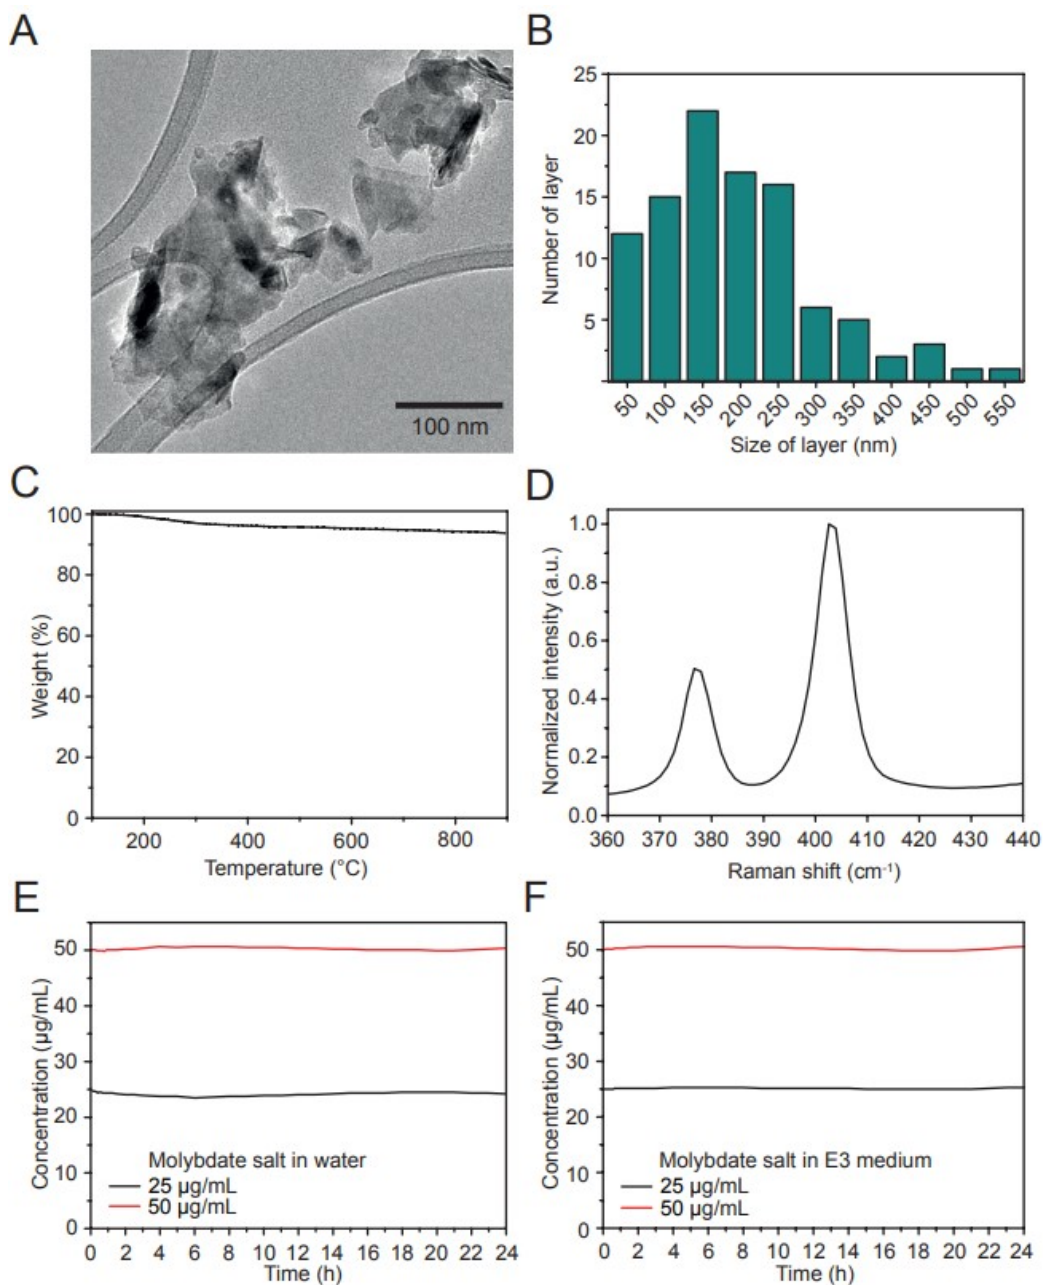 A
100 nm
B
Number of layer
25
20
15
10
5
50 100 150 200 250 300 350 400 450 500 550
Size of layer (nm)
C
Weight (%)
100
80
60
40
20
0
200 400 600 800
Temperature (°C)
D
Normalized intensity (a.u.)
1.0
0.8
0.6
0.4
0.2
0.0
360 370 380 390 400 410 420 430 440
Raman shift (cm⁻¹)
E
Concentration (µg/mL)
50
40
30
20
10
0
Molybdate salt in water
25 µg/mL
50 µg/mL
0 2 4 6 8 10 12 14 16 18 20 22 24
Time (h)
F
Concentration (µg/mL)
50
40
30
20
10
0
Molybdate salt in E3 medium
25 µg/mL
50 µg/mL
0 2 4 6 8 10 12 14 16 18 20 22 24
Time (h)